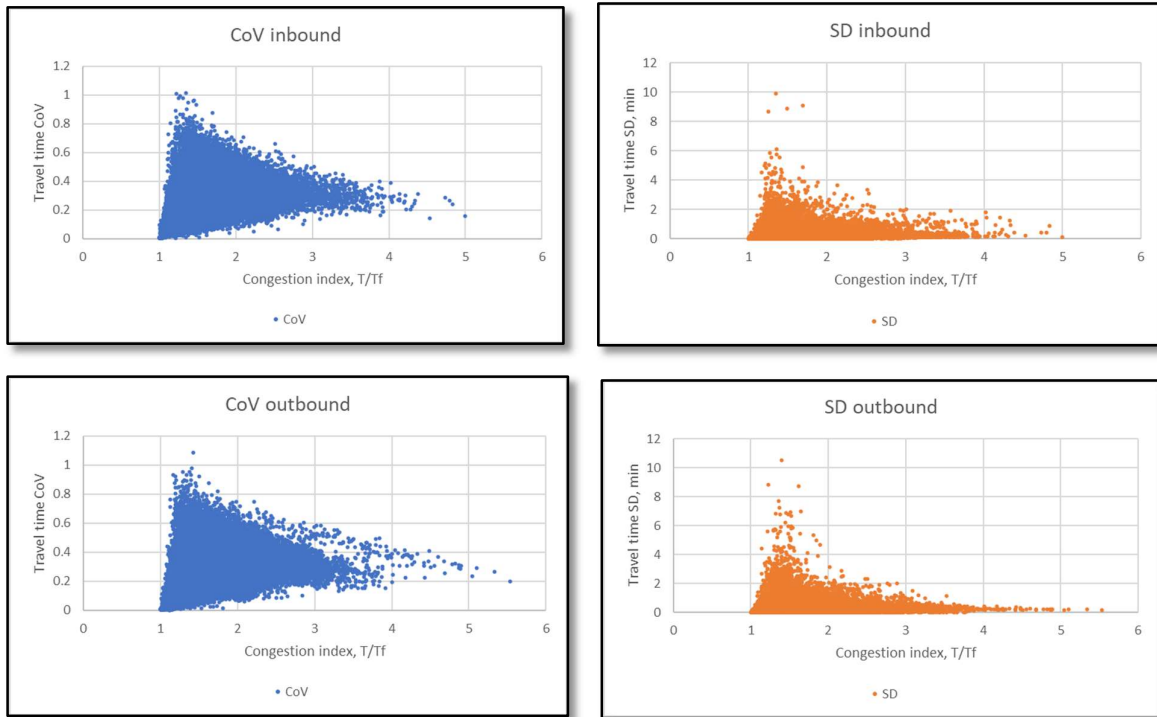 CoV inbound
Travel time CoV
1.2
1
0.8
0.6
0.4
0.2
0
0 1 2 3 4 5 6
Congestion index, T/Tf
CoV
SD inbound
Travel time SD, min
12
10
8
6
4
2
0
0 1 2 3 4 5 6
Congestion index, T/Tf
SD
CoV outbound
Travel time CoV
1.2
1
0.8
0.6
0.4
0.2
0
0 1 2 3 4 5 6
Congestion index, T/Tf
CoV
SD outbound
Travel time SD, min
12
10
8
6
4
2
0
0 1 2 3 4 5 6
Congestion index, T/Tf
SD